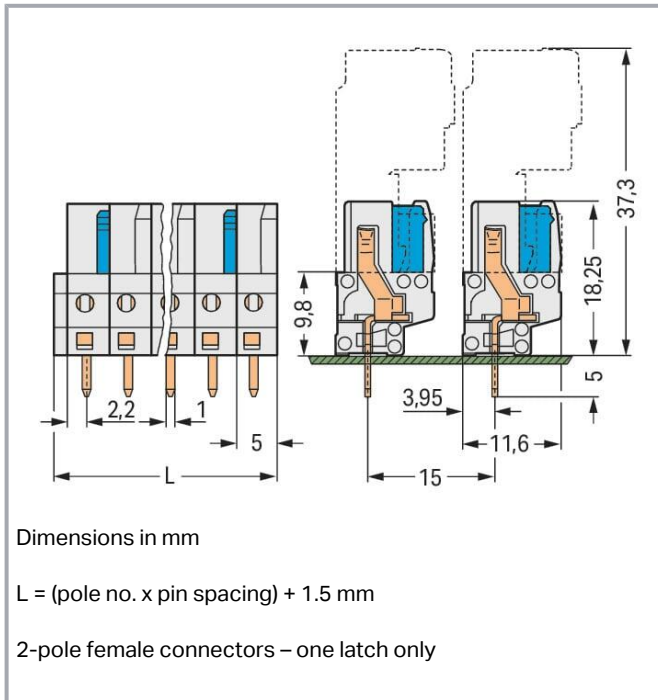 37,3
18,25
9,8
5
2,2
1
3,95
5
11,6
L
15
Dimensions in mm
L = (pole no. x pin spacing) + 1.5 mm
2-pole female connectors – one latch only